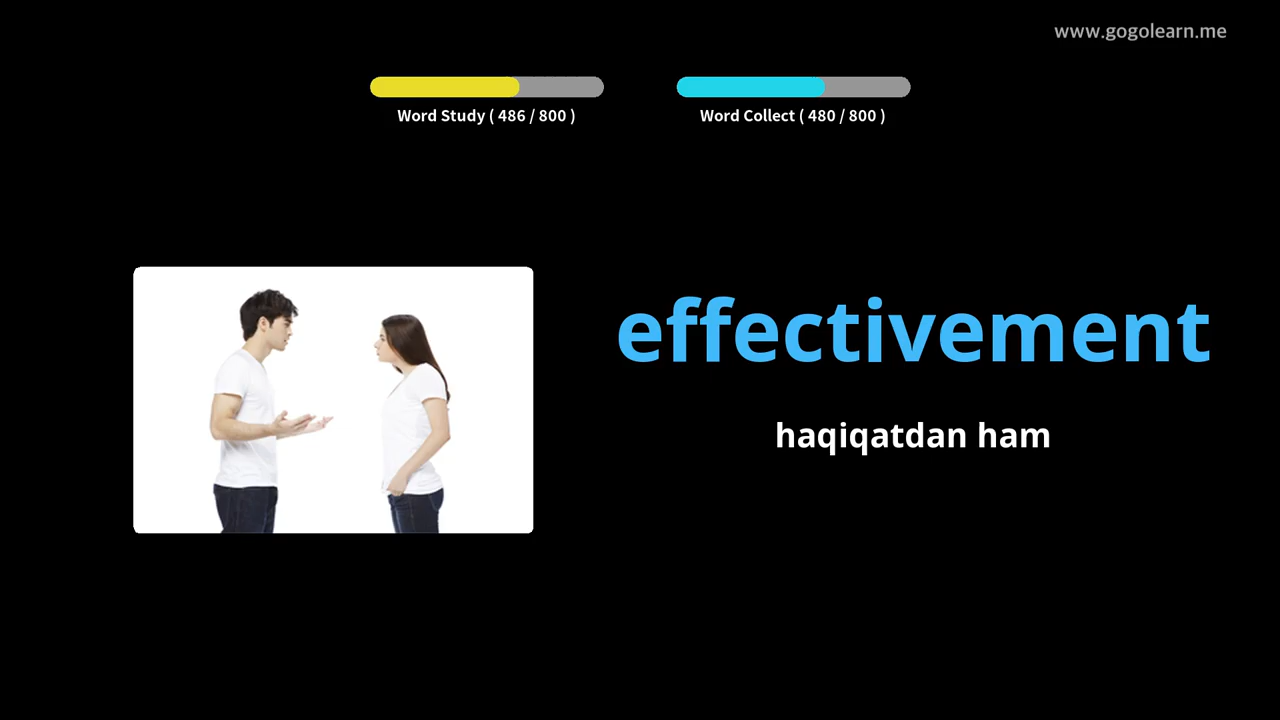 www.gogolearn.me
Word Study ( 486 / 800 )
Word Collect ( 480 / 800 )
effectivement
haqiqatdan ham